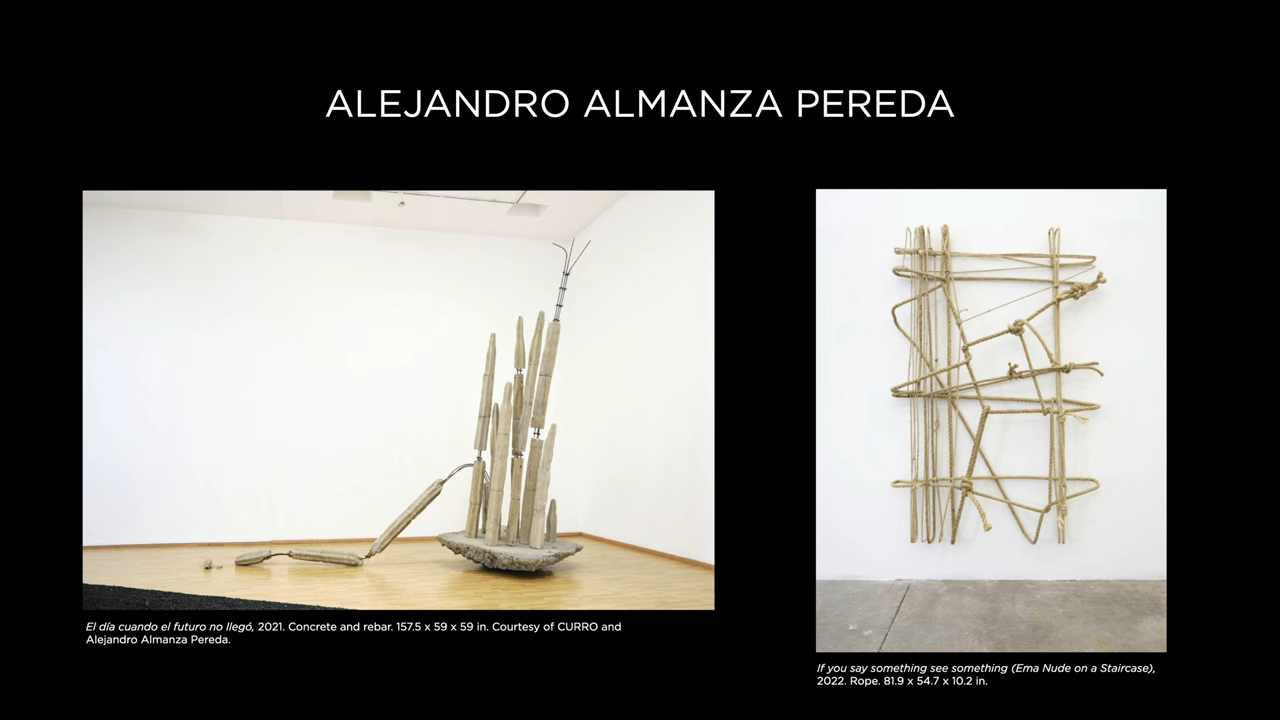 ALEJANDRO ALMANZA PEREDA
El día cuando el futuro no llegó, 2021. Concrete and rebar. 157.5 x 59 x 59 in. Courtesy of CURRO and
Alejandro Almanza Pereda.
If you say something see something (Ema Nude on a Staircase),
2022. Rope. 81.9 x 54.7 x 10.2 in.